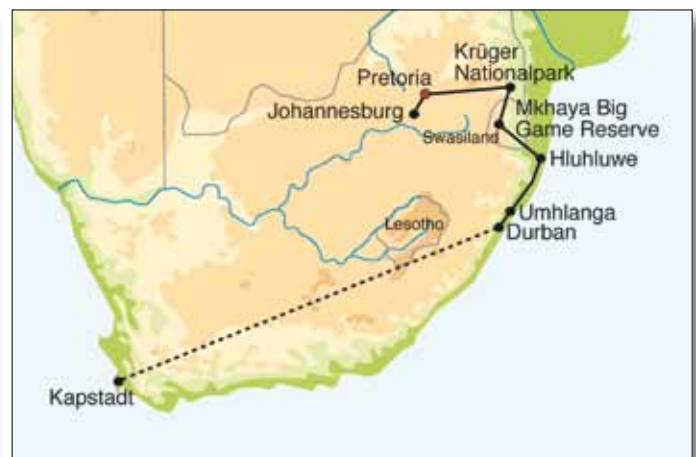 Krüger
Nationalpark
Pretoria
Johannesburg
Mkhaya Big
Game Reserve
Swasiland
Hluhluwe
Umhlanga
Lesotho
Durban
Kapstadt